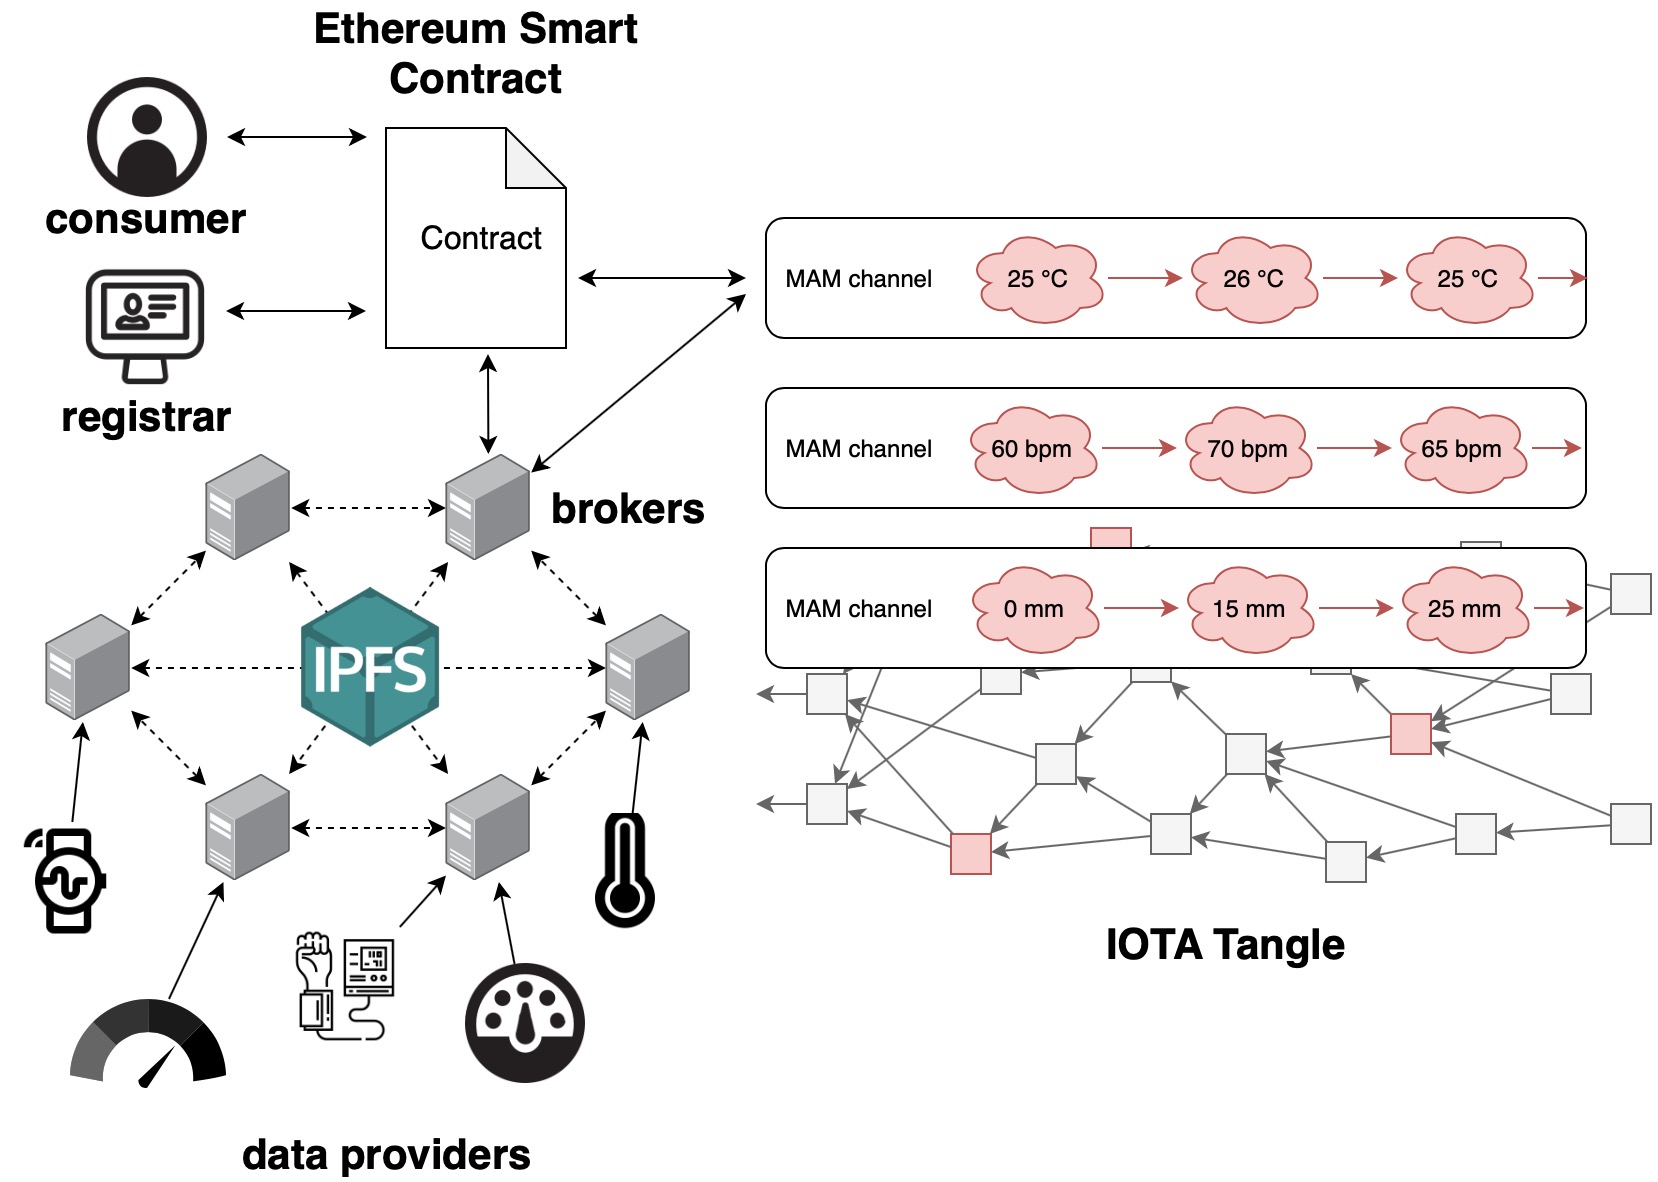 Ethereum Smart
Contract
consumer
Contract
registrar
MAM channel 25 °C 26 °C 25 °C
MAM channel 60 bpm 70 bpm 65 bpm
brokers
MAM channel 0 mm 15 mm 25 mm
IPFS
IOTA Tangle
data providers